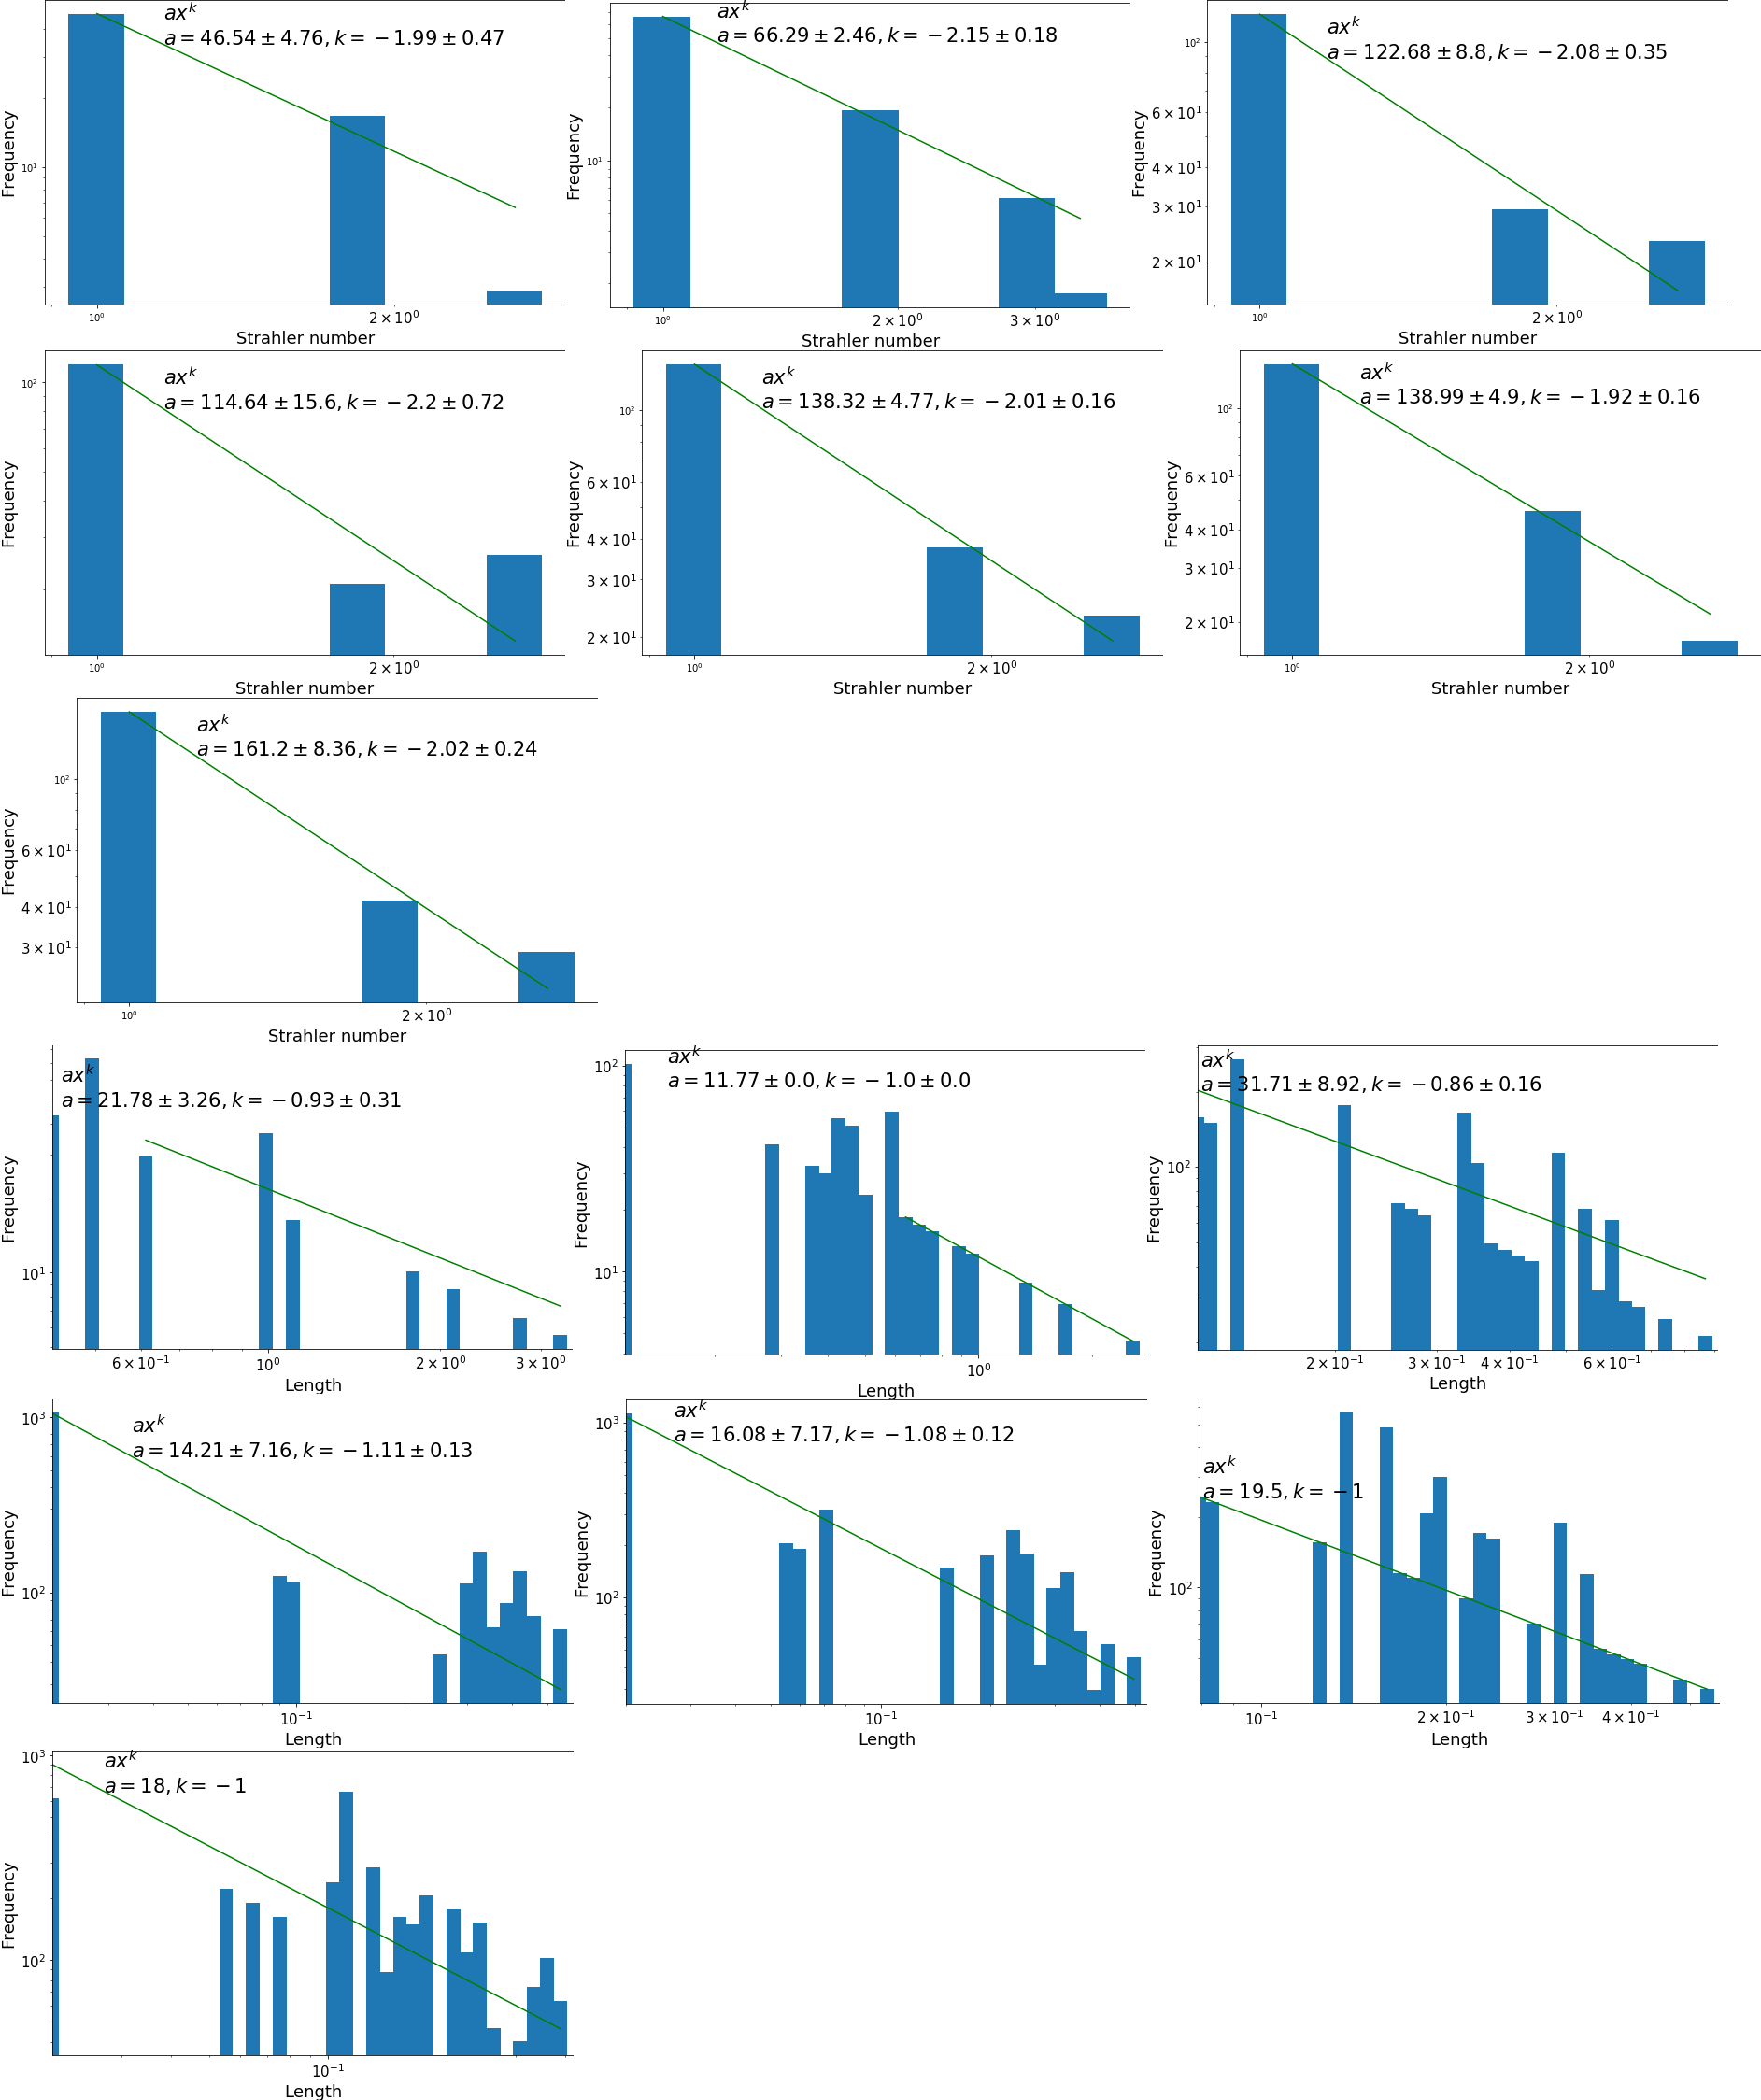 ax^k
a = 46.54 ± 4.76, k = −1.99 ± 0.47
Frequency
10^1
10^0
2 × 10^0
Strahler number
ax^k
a = 66.29 ± 2.46, k = −2.15 ± 0.18
Frequency
10^1
10^0
2 × 10^0
3 × 10^0
Strahler number
ax^k
a = 122.68 ± 8.8, k = −2.08 ± 0.35
Frequency
10^2
6 × 10^1
4 × 10^1
3 × 10^1
2 × 10^1
10^0
2 × 10^0
Strahler number
ax^k
a = 114.64 ± 15.6, k = −2.2 ± 0.72
Frequency
10^2
10^0
2 × 10^0
Strahler number
ax^k
a = 138.32 ± 4.77, k = −2.01 ± 0.16
Frequency
10^2
6 × 10^1
4 × 10^1
3 × 10^1
2 × 10^1
10^0
2 × 10^0
Strahler number
ax^k
a = 138.99 ± 4.9, k = −1.92 ± 0.16
Frequency
10^2
6 × 10^1
4 × 10^1
3 × 10^1
2 × 10^1
10^0
2 × 10^0
Strahler number
ax^k
a = 161.2 ± 8.36, k = −2.02 ± 0.24
Frequency
10^2
6 × 10^1
4 × 10^1
3 × 10^1
10^0
2 × 10^0
Strahler number
ax^k
a = 21.78 ± 3.26, k = −0.93 ± 0.31
Frequency
10^1
6 × 10^−1
10^0
2 × 10^0
3 × 10^0
Length
ax^k
a = 11.77 ± 0.0, k = −1.0 ± 0.0
Frequency
10^2
10^1
10^0
Length
ax^k
a = 31.71 ± 8.92, k = −0.86 ± 0.16
Frequency
10^2
2 × 10^−1
3 × 10^−1
4 × 10^−1
6 × 10^−1
Length
ax^k
a = 14.21 ± 7.16, k = −1.11 ± 0.13
Frequency
10^3
10^2
10^−1
Length
ax^k
a = 16.08 ± 7.17, k = −1.08 ± 0.12
Frequency
10^3
10^2
10^−1
Length
ax^k
a = 19.5, k = −1
Frequency
10^2
10^−1
2 × 10^−1
3 × 10^−1
4 × 10^−1
Length
ax^k
a = 18, k = −1
Frequency
10^3
10^2
10^−1
Length